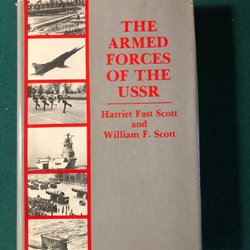 THE
ARMED
FORCES
OF THE
USSR
Harriet Fast Scott
and
William F. Scott